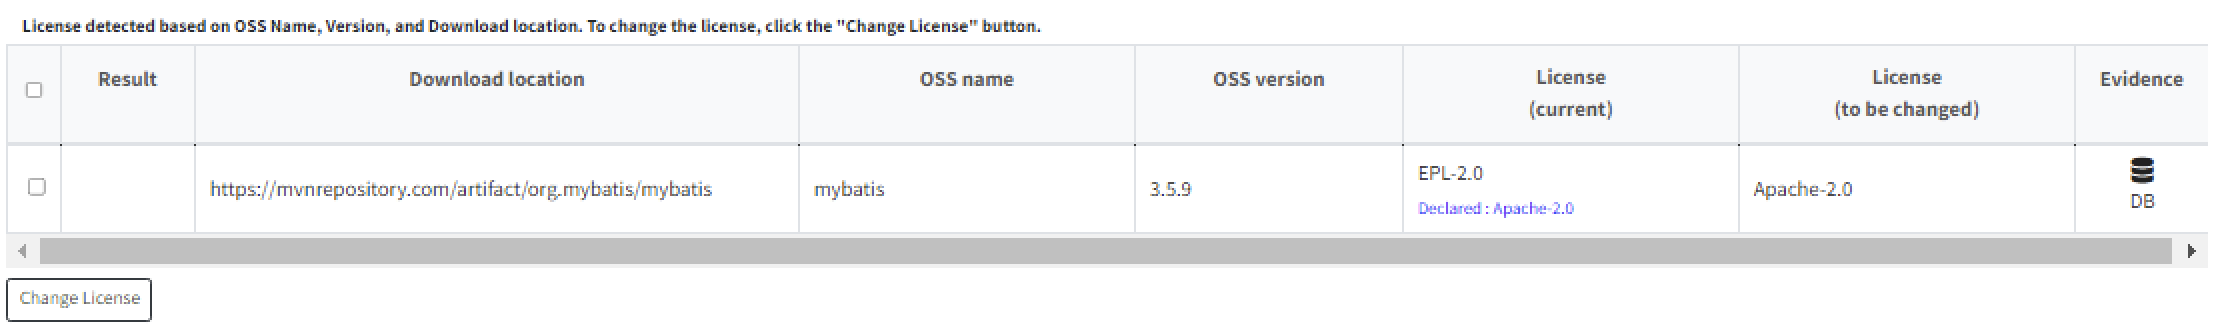 License detected based on OSS Name, Version, and Download location. To change the license, click the "Change License" button.
Result
Download location
OSS name
OSS version
License
(current)
License
(to be changed)
Evidence
https://mvnrepository.com/artifact/org.mybatis/mybatis
mybatis
3.5.9
EPL-2.0
Declared : Apache-2.0
Apache-2.0
DB
Change License